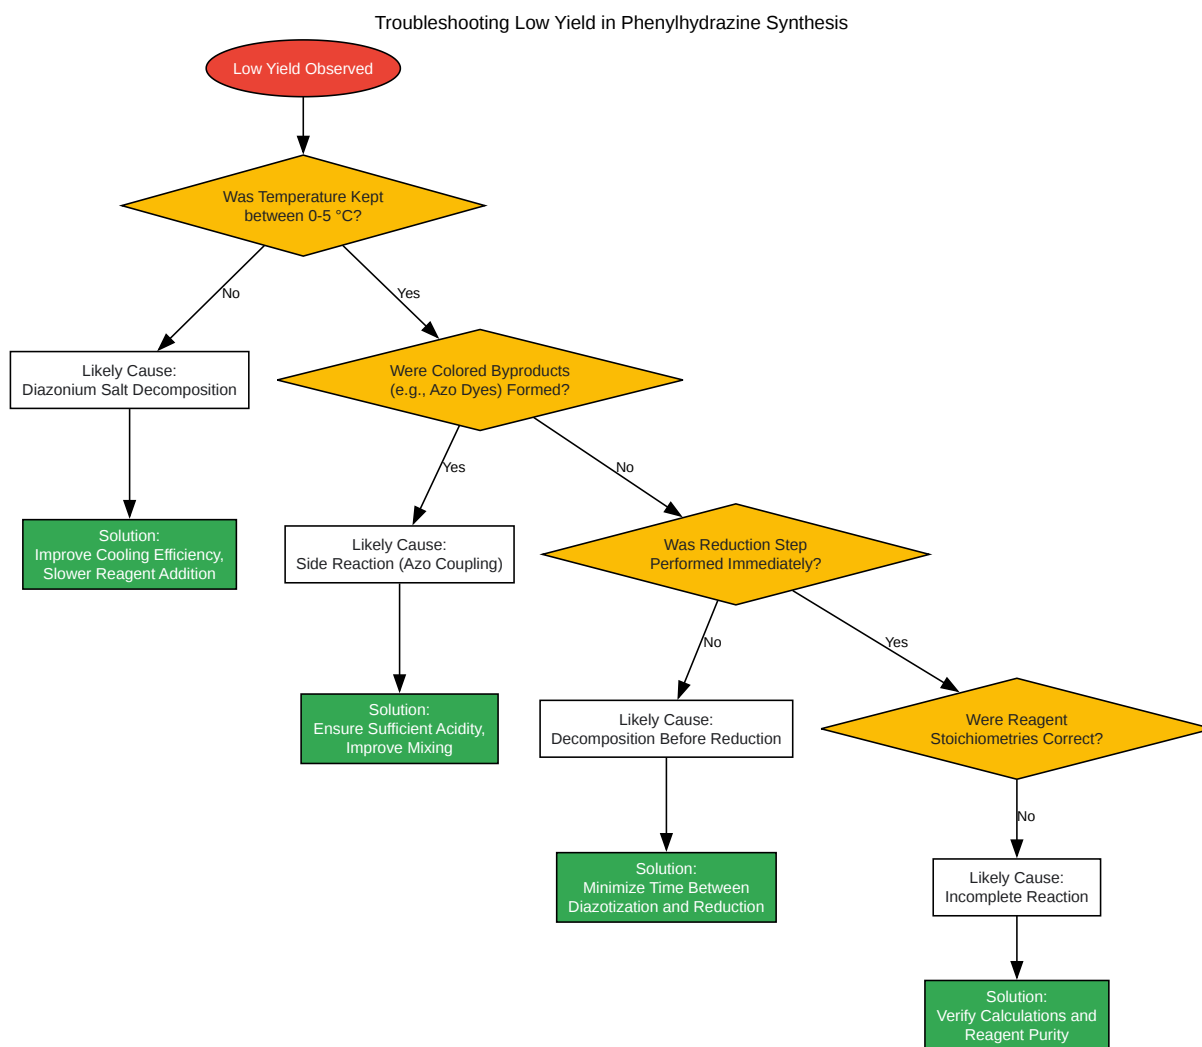 Troubleshooting Low Yield in Phenylhydrazine Synthesis
Low Yield Observed
Was Temperature Kept
between 0-5 °C?
No
Yes
Likely Cause:
Diazonium Salt Decomposition
Were Colored Byproducts
(e.g., Azo Dyes) Formed?
Yes
No
Solution:
Improve Cooling Efficiency,
Slower Reagent Addition
Likely Cause:
Side Reaction (Azo Coupling)
Was Reduction Step
Performed Immediately?
No
Yes
Solution:
Ensure Sufficient Acidity,
Improve Mixing
Likely Cause:
Decomposition Before Reduction
Were Reagent
Stoichiometries Correct?
No
Solution:
Minimize Time Between
Diazotization and Reduction
Likely Cause:
Incomplete Reaction
Solution:
Verify Calculations and
Reagent Purity